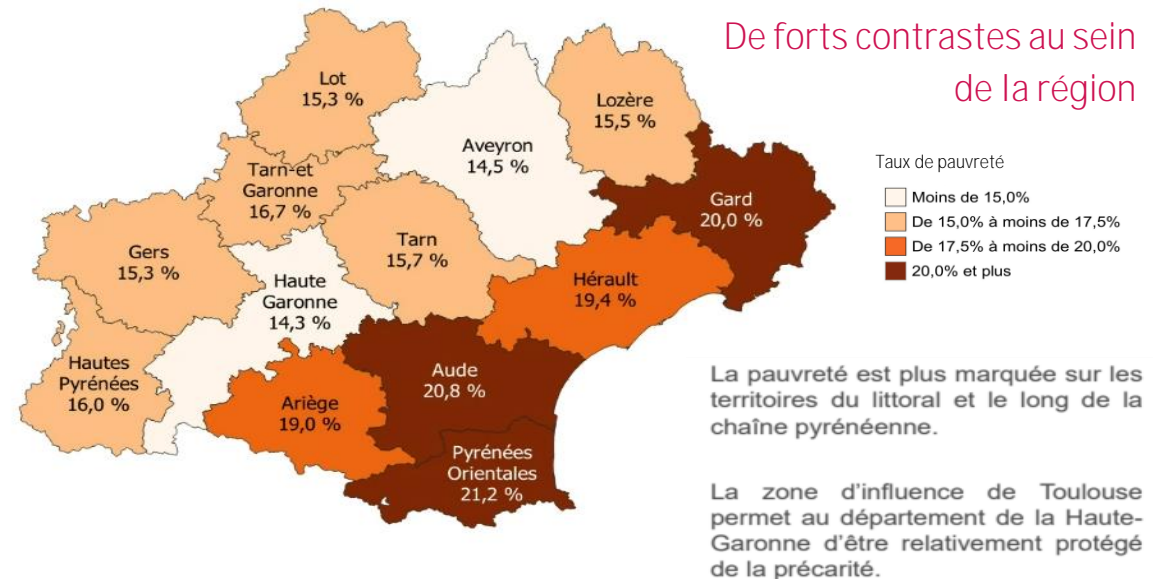 De forts contrastes au sein
de la région
Lot
15,3 %
Lozère
15,5 %
Aveyron
14,5 %
Tarn-et
Garonne
16,7 %
Gard
20,0 %
Gers
15,3 %
Tarn
15,7 %
Haute
Garonne
14,3 %
Hérault
19,4 %
Hautes
Pyrénées
16,0 %
Ariège
19,0 %
Aude
20,8 %
Pyrénées
Orientales
21,2 %
Taux de pauvreté
Moins de 15,0%
De 15,0% à moins de 17,5%
De 17,5% à moins de 20,0%
20,0% et plus
La pauvreté est plus marquée sur les
territoires du littoral et le long de la
chaîne pyrénéenne.
La zone d'influence de Toulouse
permet au département de la Haute-
Garonne d'être relativement protégé
de la précarité.